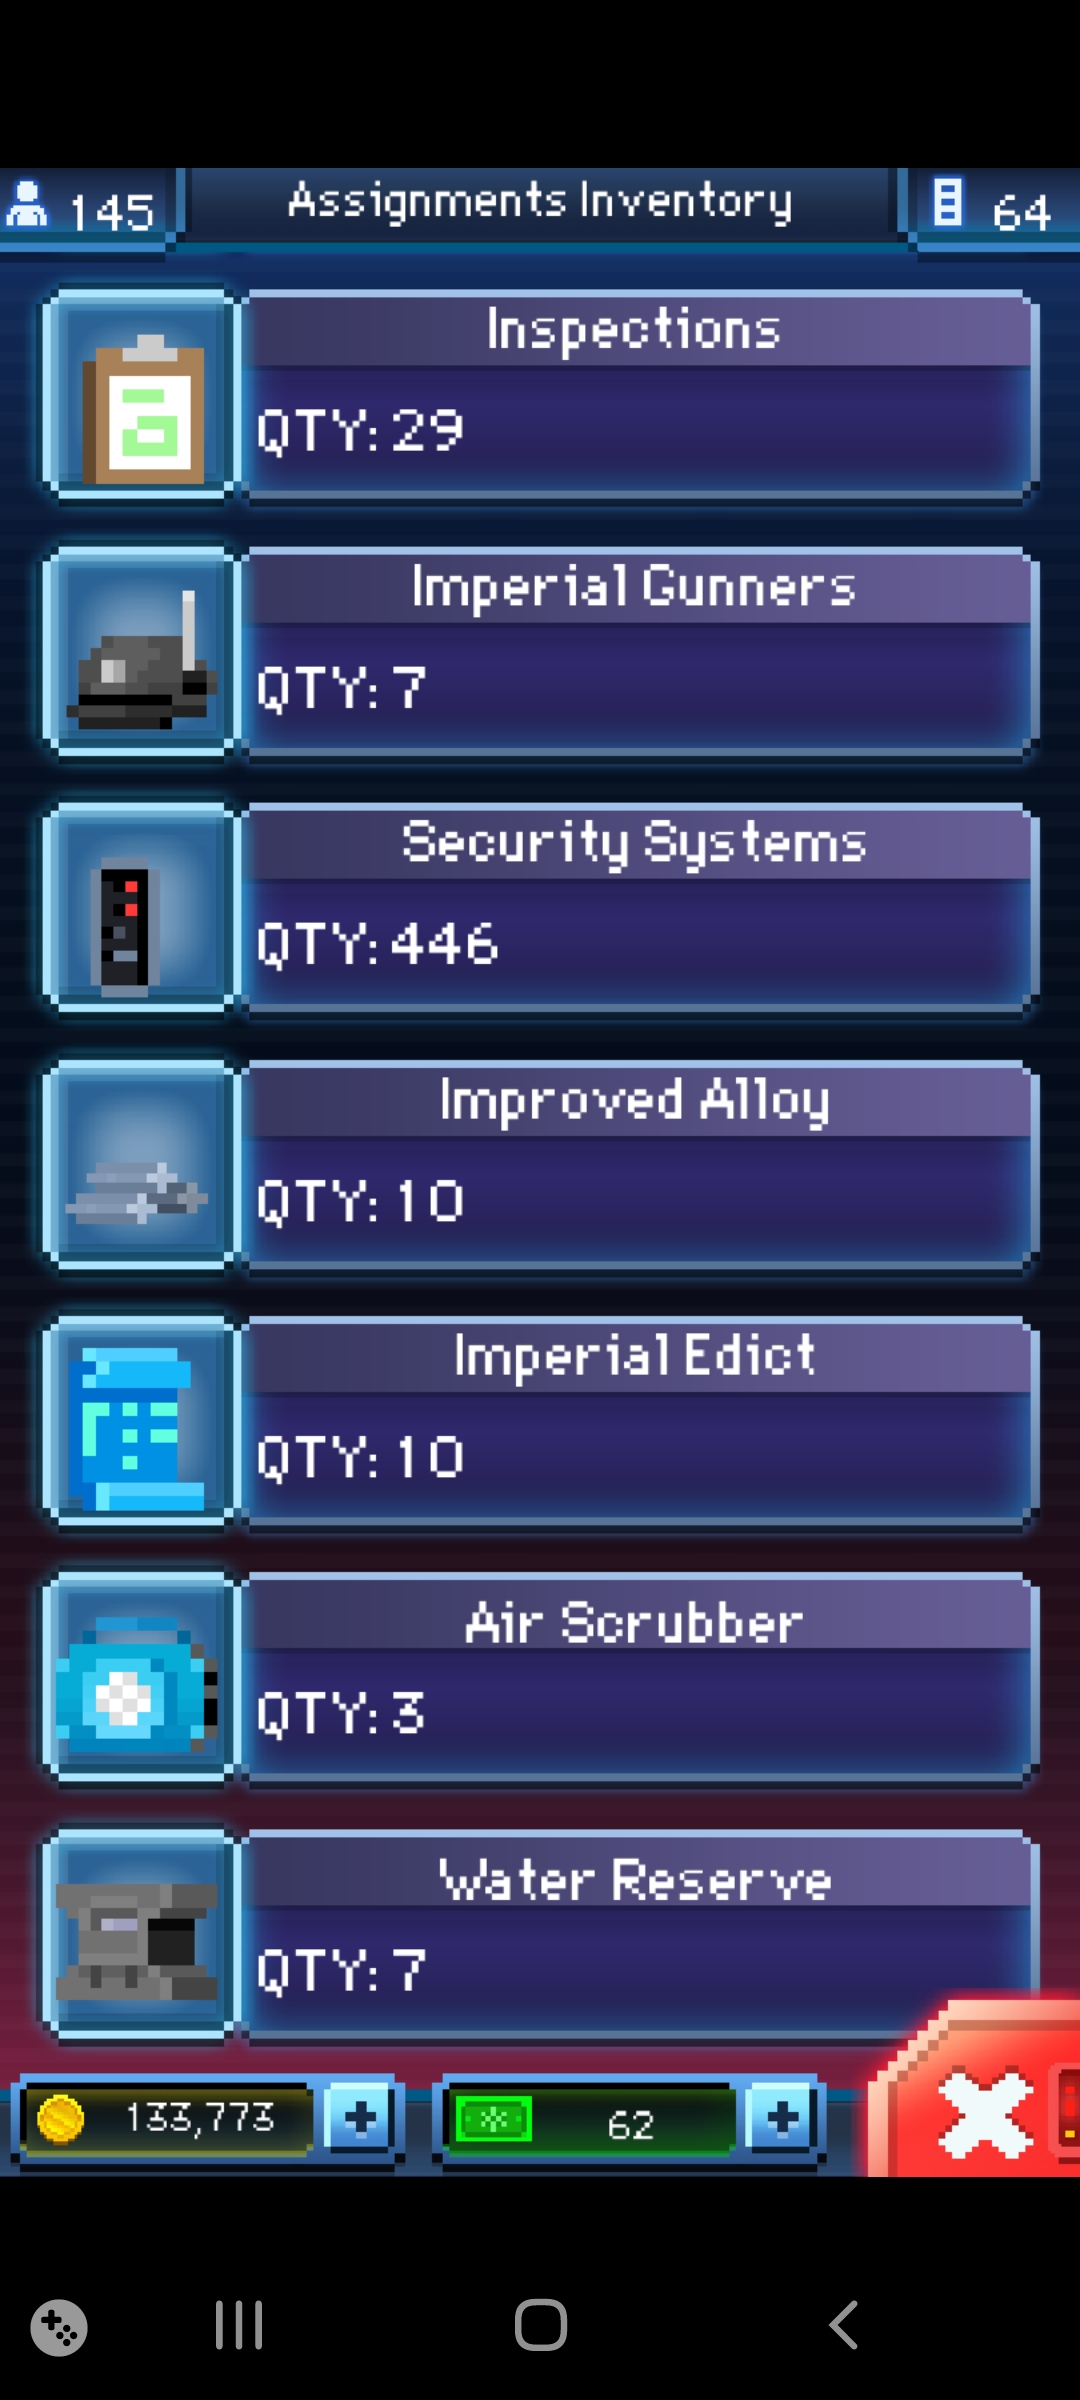 145
Assignments Inventory
64
Inspections
QTY: 29
Imperial Gunners
QTY: 7
Security Systems
QTY: 446
Improved Alloy
QTY: 10
Imperial Edict
QTY: 10
Air Scrubber
QTY: 3
Water Reserve
QTY: 7
133,773
62